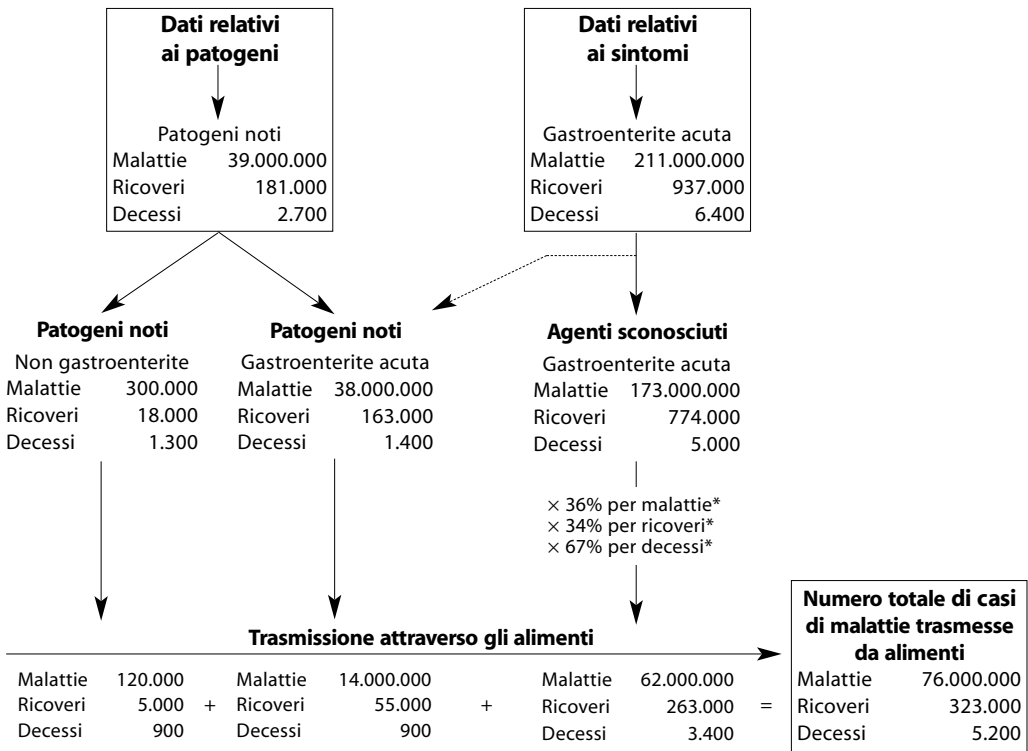 Dati relativi
ai patogeni
Patogeni noti
Malattie 39.000.000
Ricoveri 181.000
Decessi 2.700
Dati relativi
ai sintomi
Gastroenterite acuta
Malattie 211.000.000
Ricoveri 937.000
Decessi 6.400
Patogeni noti
Non gastroenterite
Malattie 300.000
Ricoveri 18.000
Decessi 1.300
Patogeni noti
Gastroenterite acuta
Malattie 38.000.000
Ricoveri 163.000
Decessi 1.400
Agenti sconosciuti
Gastroenterite acuta
Malattie 173.000.000
Ricoveri 774.000
Decessi 5.000
× 36% per malattie*
× 34% per ricoveri*
× 67% per decessi*
Trasmissione attraverso gli alimenti
Numero totale di casi
di malattie trasmesse
da alimenti
Malattie 120.000 Malattie 14.000.000 Malattie 62.000.000 Malattie 76.000.000
Ricoveri 5.000 + Ricoveri 55.000 + Ricoveri 263.000 = Ricoveri 323.000
Decessi 900 Decessi 900 Decessi 3.400 Decessi 5.200